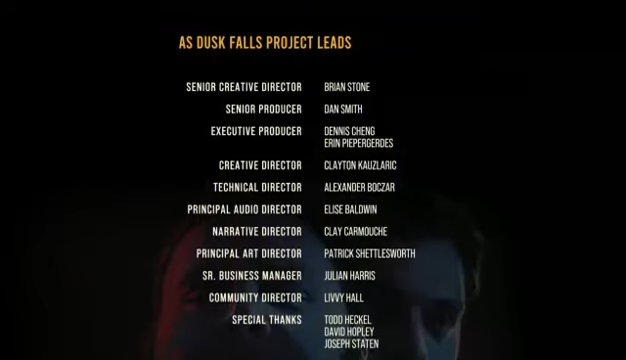 AS DUSK FALLS PROJECT LEADS
SENIOR CREATIVE DIRECTOR BRIAN STONE
SENIOR PRODUCER DAN SMITH
EXECUTIVE PRODUCER DENNIS CHENG
ERIN PIEPERGERDES
CREATIVE DIRECTOR CLAYTON KAUZLARIC
TECHNICAL DIRECTOR ALEXANDER BOCZAR
PRINCIPAL AUDIO DIRECTOR ELISE BALDWIN
NARRATIVE DIRECTOR CLAY CARMOUCHE
PRINCIPAL ART DIRECTOR PATRICK SHETTLESWORTH
SR. BUSINESS MANAGER JULIAN HARRIS
COMMUNITY DIRECTOR LIVVY HALL
SPECIAL THANKS TODD HECKEL
DAVID HOPLEY
JOSEPH STATEN